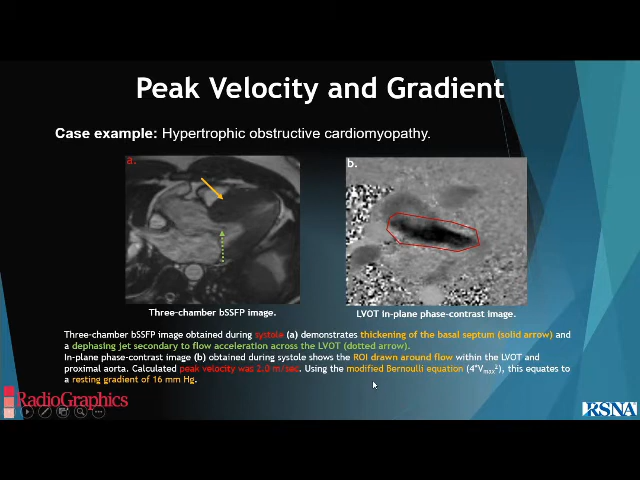 Peak Velocity and Gradient
Case example: Hypertrophic obstructive cardiomyopathy.
a.
b.
Three-chamber bSSFP image.
LVOT in-plane phase-contrast image.
Three-chamber bSSFP image obtained during systole (a) demonstrates thickening of the basal septum (solid arrow) and
a dephasing jet secondary to flow acceleration across the LVOT (dotted arrow).
In-plane phase-contrast image (b) obtained during systole shows the ROI drawn around flow within the LVOT and
proximal aorta. Calculated peak velocity was 2.0 m/sec. Using the modified Bernoulli equation (4*Vmax²), this equates to
a resting gradient of 16 mm Hg.
RadioGraphics
RSNA